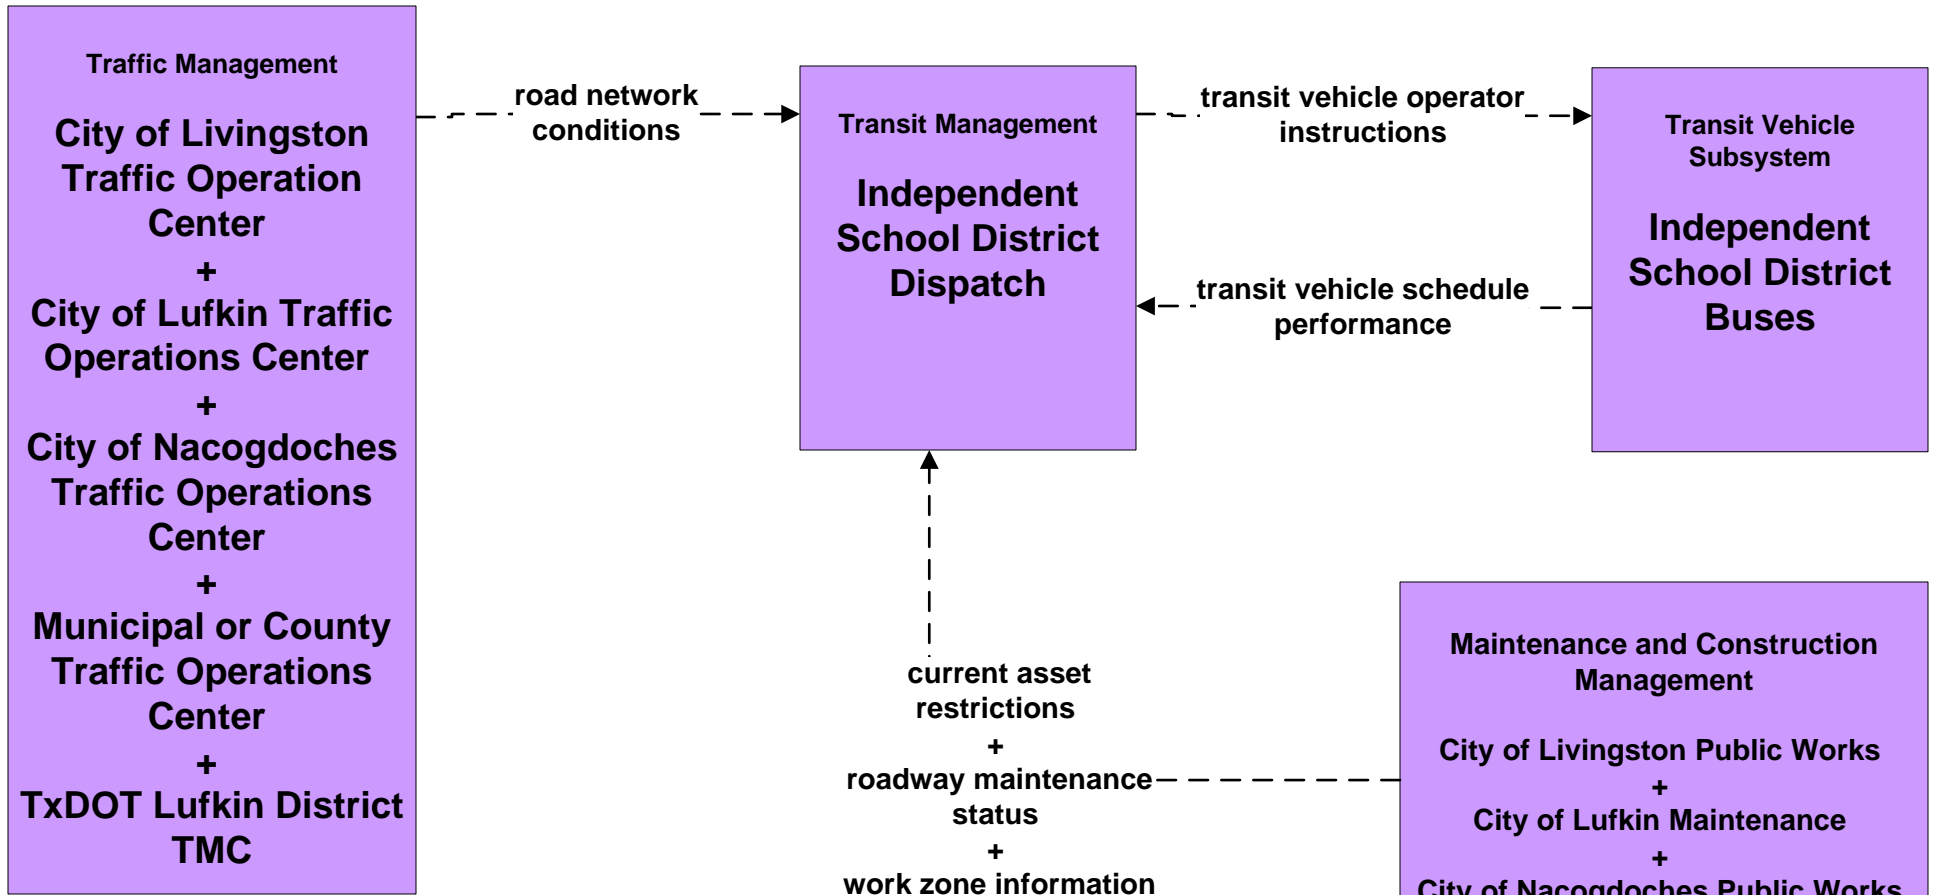 Traffic Management
City of Livingston
Traffic Operation
Center
+
City of Lufkin Traffic
Operations Center
+
City of Nacogdoches
Traffic Operations
Center
+
Municipal or County
Traffic Operations
Center
+
TxDOT Lufkin District
TMC
road network
conditions
Transit Management
Independent
School District
Dispatch
transit vehicle operator
instructions
transit vehicle schedule
performance
Transit Vehicle
Subsystem
Independent
School District
Buses
current asset
restrictions
+
roadway maintenance
status
+
work zone information
Maintenance and Construction
Management
City of Livingston Public Works
+
City of Lufkin Maintenance
+
City of Nacogdoches Public Works